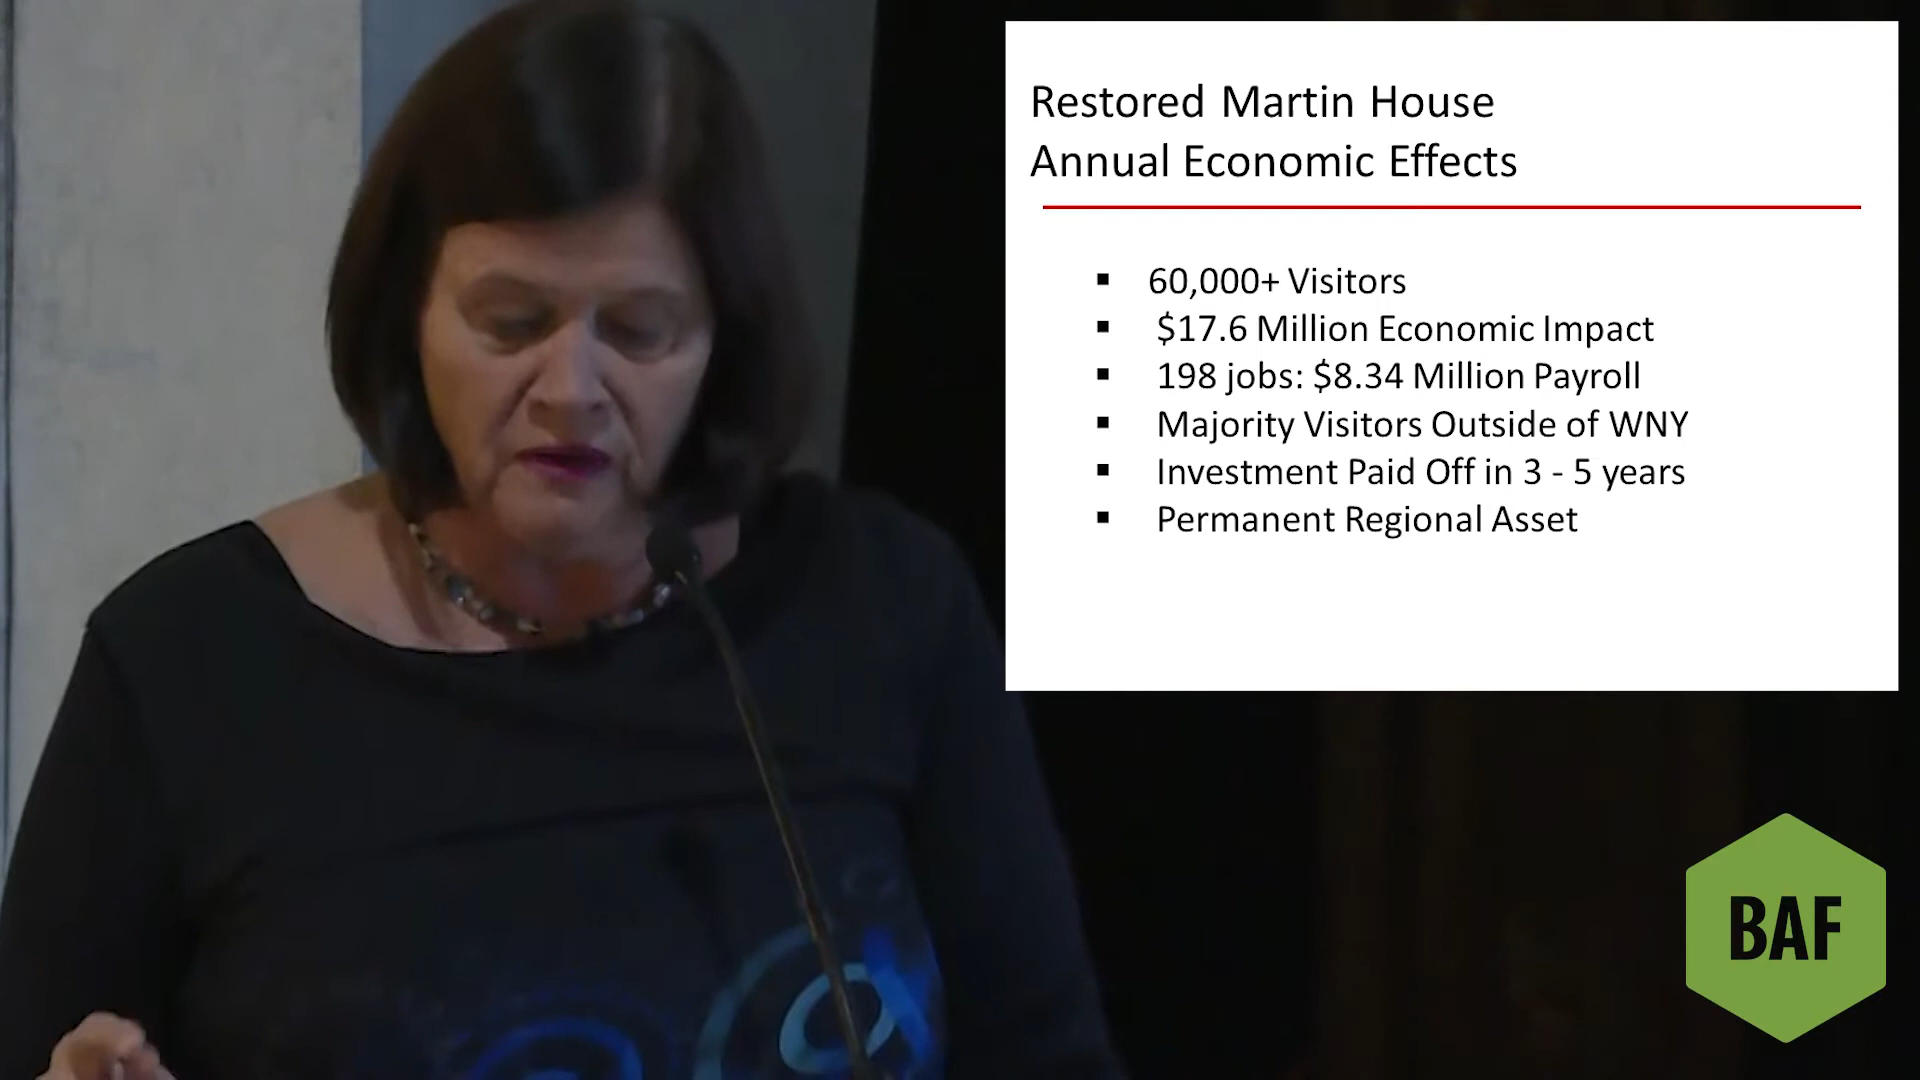 Restored Martin House
Annual Economic Effects
▪ 60,000+ Visitors
▪ $17.6 Million Economic Impact
▪ 198 jobs: $8.34 Million Payroll
▪ Majority Visitors Outside of WNY
▪ Investment Paid Off in 3 - 5 years
▪ Permanent Regional Asset
BAF